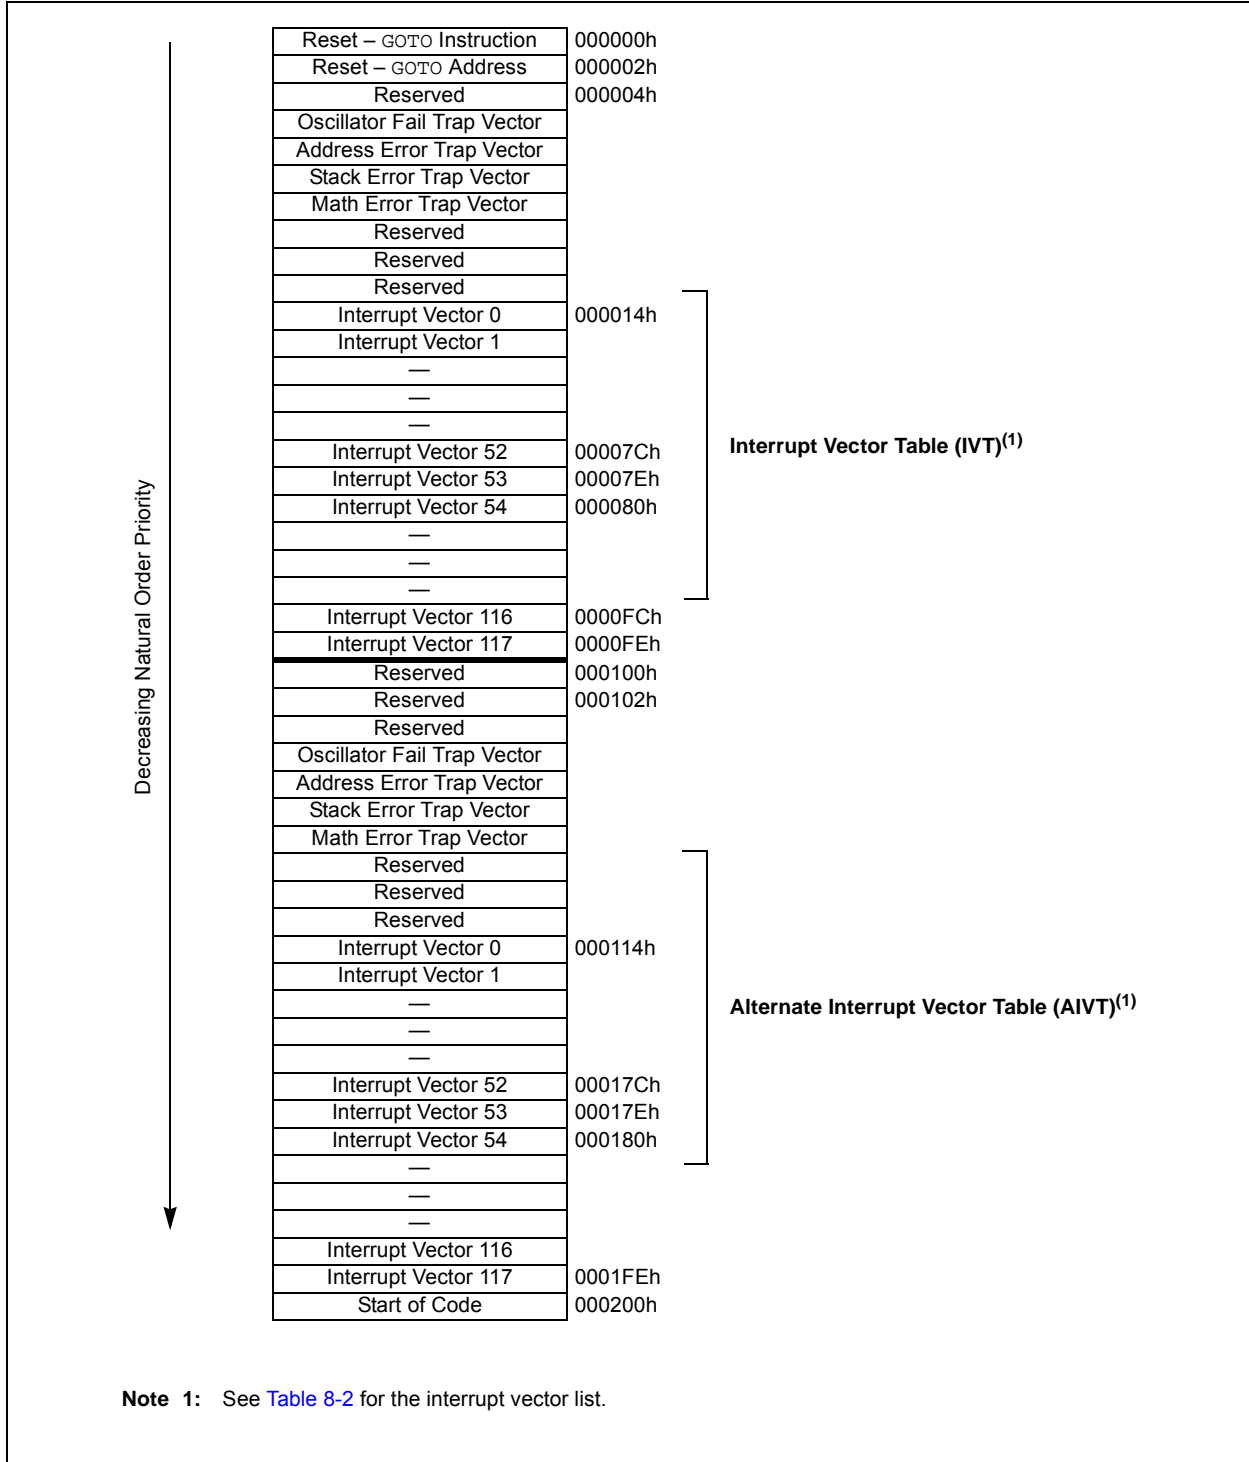 Reset – GOTO Instruction 000000h
Reset – GOTO Address 000002h
Reserved 000004h
Oscillator Fail Trap Vector
Address Error Trap Vector
Stack Error Trap Vector
Math Error Trap Vector
Reserved
Reserved
Reserved
Interrupt Vector 0 000014h
Interrupt Vector 1
—
—
—
Interrupt Vector 52 00007Ch
Interrupt Vector 53 00007Eh
Interrupt Vector 54 000080h
—
—
—
Interrupt Vector 116 0000FCh
Interrupt Vector 117 0000FEh
Reserved 000100h
Reserved 000102h
Reserved
Oscillator Fail Trap Vector
Address Error Trap Vector
Stack Error Trap Vector
Math Error Trap Vector
Reserved
Reserved
Reserved
Interrupt Vector 0 000114h
Interrupt Vector 1
—
—
—
Interrupt Vector 52 00017Ch
Interrupt Vector 53 00017Eh
Interrupt Vector 54 000180h
—
—
—
Interrupt Vector 116
Interrupt Vector 117 0001FEh
Start of Code 000200h
Decreasing Natural Order Priority
Interrupt Vector Table (IVT)(1)
Alternate Interrupt Vector Table (AIVT)(1)
Note 1: See Table 8-2 for the interrupt vector list.